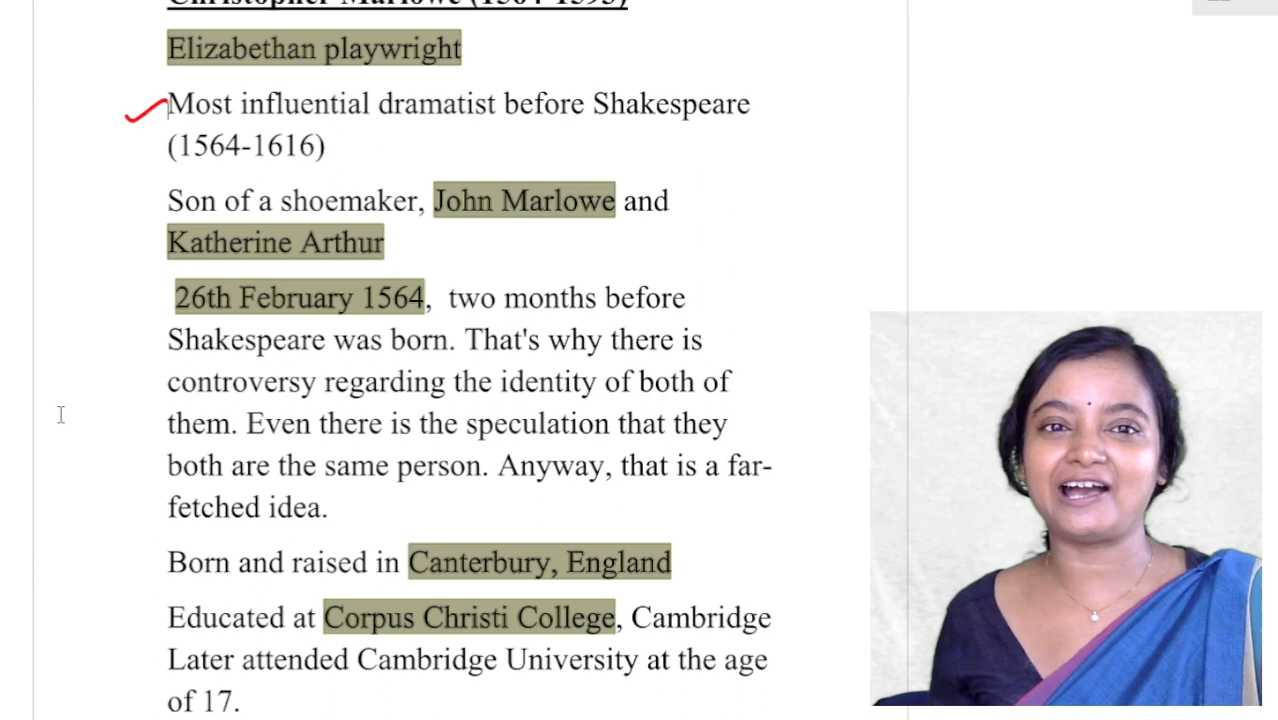 Christopher Marlowe (1564-1593)
Elizabethan playwright
Most influential dramatist before Shakespeare
(1564-1616)
Son of a shoemaker, John Marlowe and
Katherine Arthur
26th February 1564, two months before
Shakespeare was born. That's why there is
controversy regarding the identity of both of
them. Even there is the speculation that they
both are the same person. Anyway, that is a far-
fetched idea.
Born and raised in Canterbury, England
Educated at Corpus Christi College, Cambridge
Later attended Cambridge University at the age
of 17.